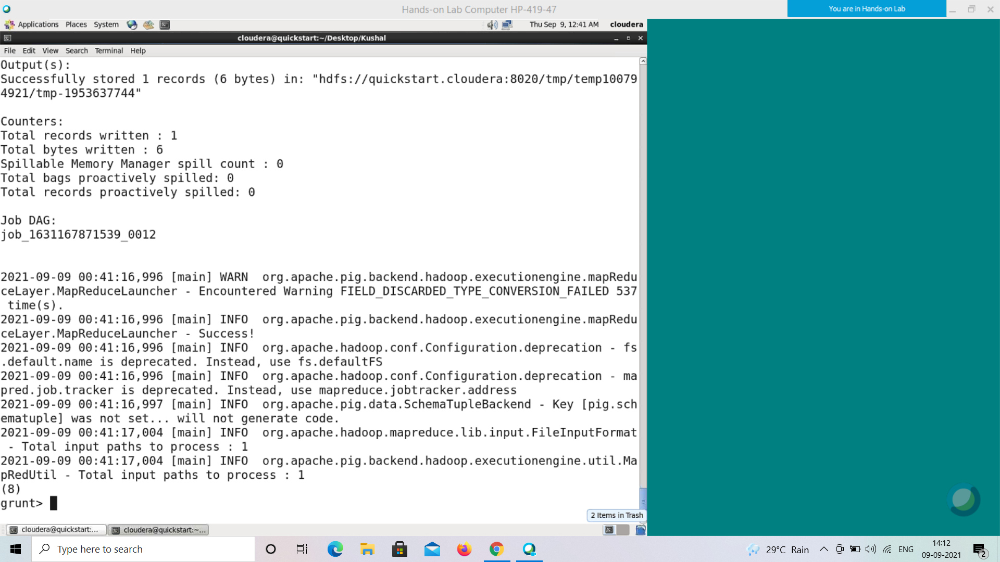 Hands-on Lab Computer HP-419-47
You are in Hands-on Lab
Applications Places System
Thu Sep 9, 12:41 AM cloudera
cloudera@quickstart:~/Desktop/Kushal
File Edit View Search Terminal Help
Output(s):
Successfully stored 1 records (6 bytes) in: "hdfs://quickstart.cloudera:8020/tmp/temp10079
4921/tmp-1953637744"
Counters:
Total records written : 1
Total bytes written : 6
Spillable Memory Manager spill count : 0
Total bags proactively spilled: 0
Total records proactively spilled: 0
Job DAG:
job_1631167871539_0012
2021-09-09 00:41:16,996 [main] WARN  org.apache.pig.backend.hadoop.executionengine.mapRedu
ceLayer.MapReduceLauncher - Encountered Warning FIELD_DISCARDED_TYPE_CONVERSION_FAILED 537
 time(s).
2021-09-09 00:41:16,996 [main] INFO  org.apache.pig.backend.hadoop.executionengine.mapRedu
ceLayer.MapReduceLauncher - Success!
2021-09-09 00:41:16,996 [main] INFO  org.apache.hadoop.conf.Configuration.deprecation - fs
.default.name is deprecated. Instead, use fs.defaultFS
2021-09-09 00:41:16,996 [main] INFO  org.apache.hadoop.conf.Configuration.deprecation - ma
pred.job.tracker is deprecated. Instead, use mapreduce.jobtracker.address
2021-09-09 00:41:16,997 [main] INFO  org.apache.pig.data.SchemaTupleBackend - Key [pig.sch
ematuple] was not set... will not generate code.
2021-09-09 00:41:17,004 [main] INFO  org.apache.hadoop.mapreduce.lib.input.FileInputFormat
 - Total input paths to process : 1
2021-09-09 00:41:17,004 [main] INFO  org.apache.pig.backend.hadoop.executionengine.util.Ma
pRedUtil - Total input paths to process : 1
(8)
grunt>
2 Items in Trash
cloudera@quickstart:... cloudera@quickstart:~...
Type here to search
29°C Rain
ENG
14:12
09-09-2021
2